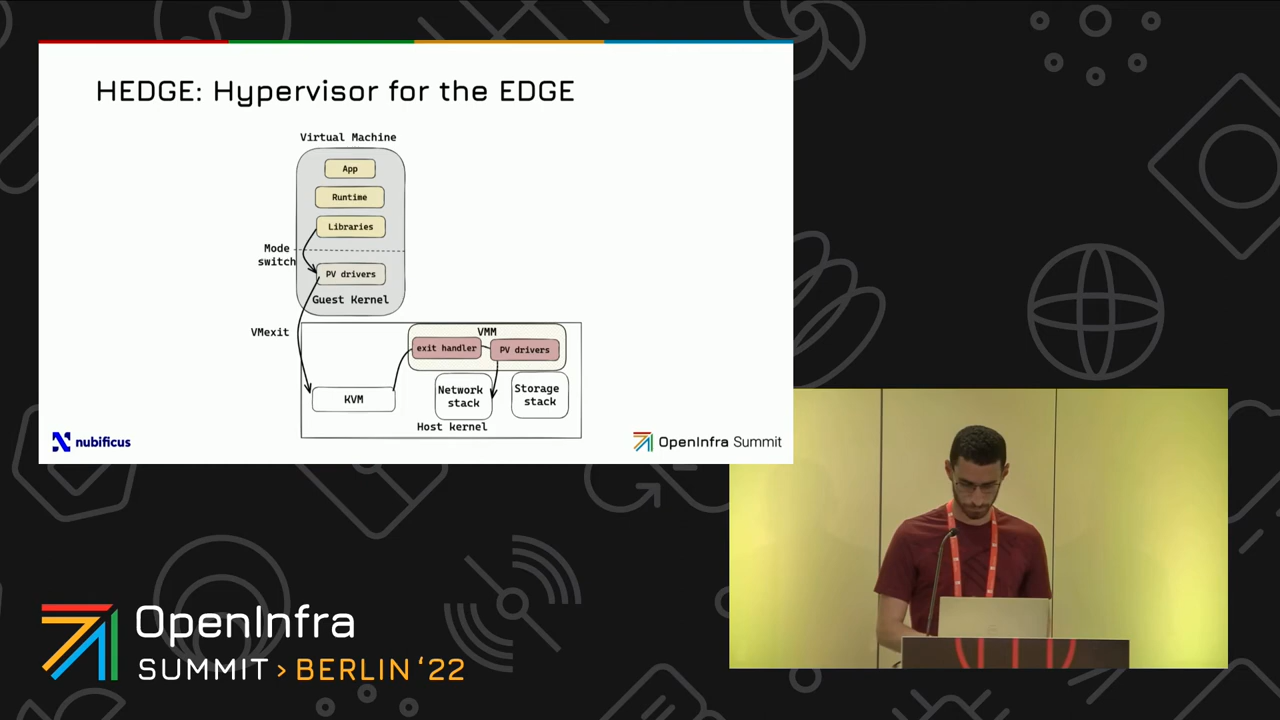 HEDGE: Hypervisor for the EDGE
Virtual Machine
App
Runtime
Libraries
Mode
switch
PV drivers
Guest Kernel
VMexit
VMM
exit handler
PV drivers
KVM
Network
stack
Storage
stack
Host kernel
nubificus
OpenInfra Summit
OpenInfra
SUMMIT > BERLIN ‘22